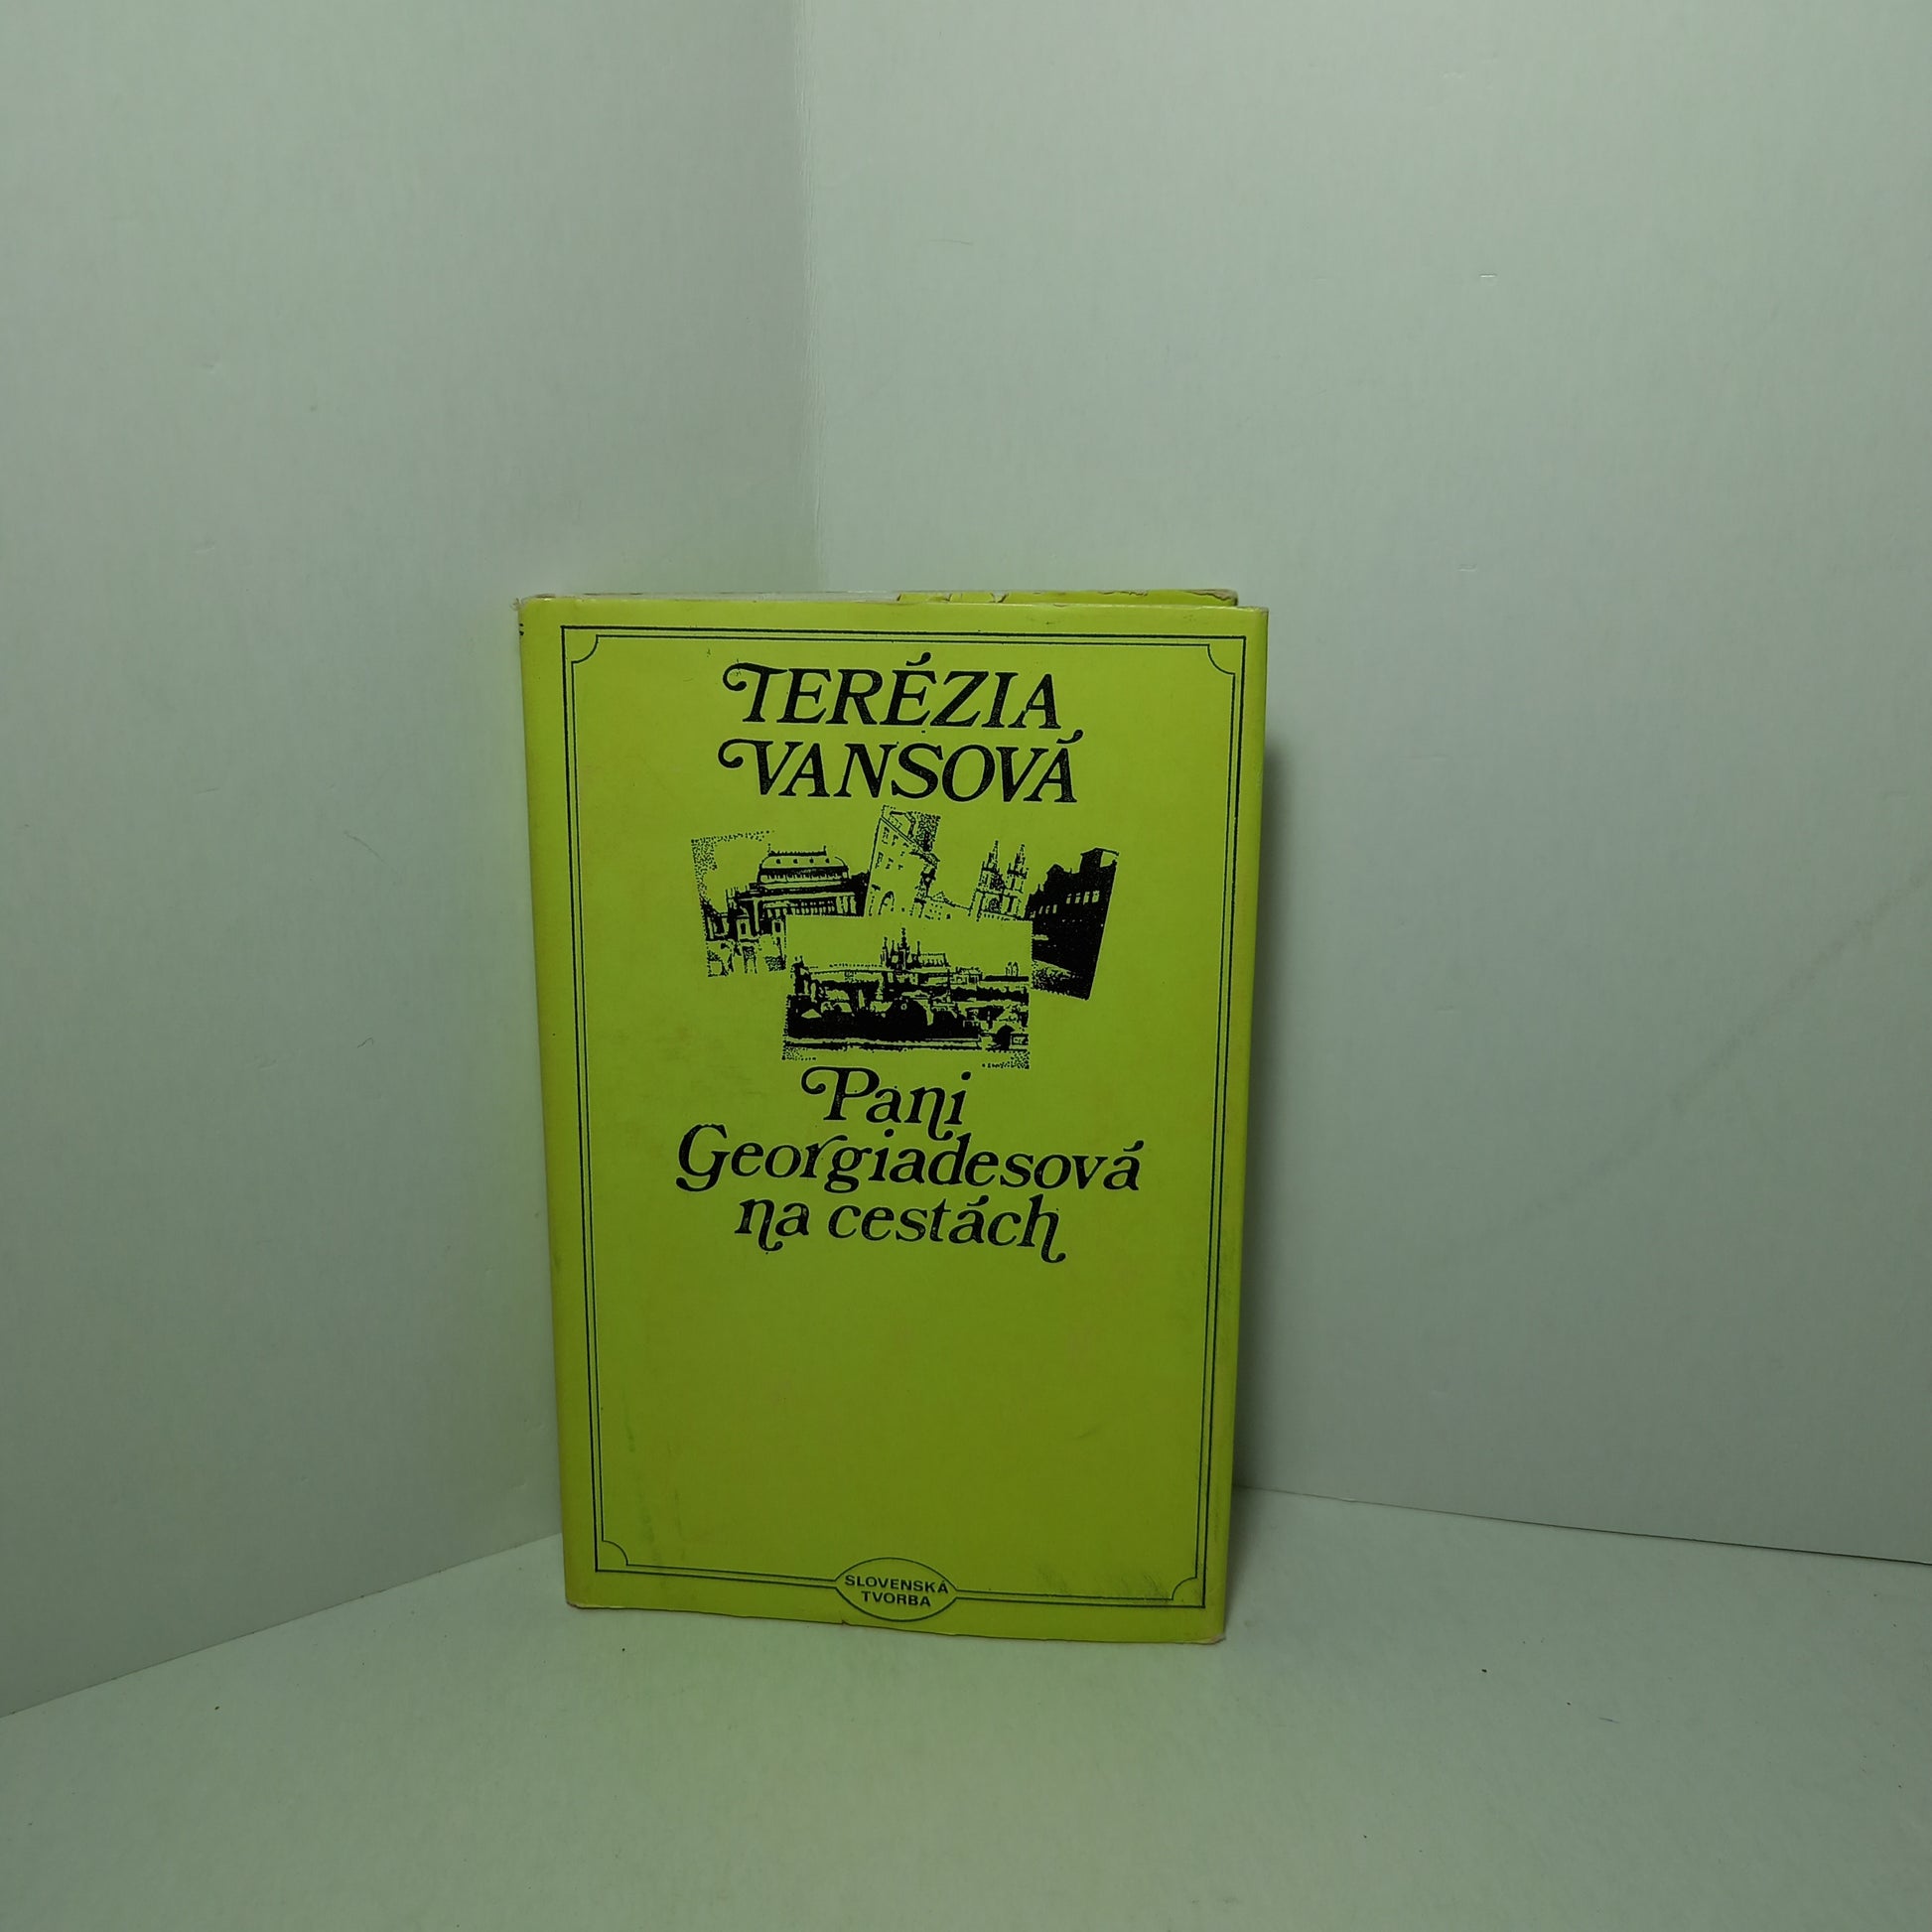 TERÉZIA
VANSOVÁ
Pani
Georgiadesová
na cestách
SLOVENSKÁ
TVORBA